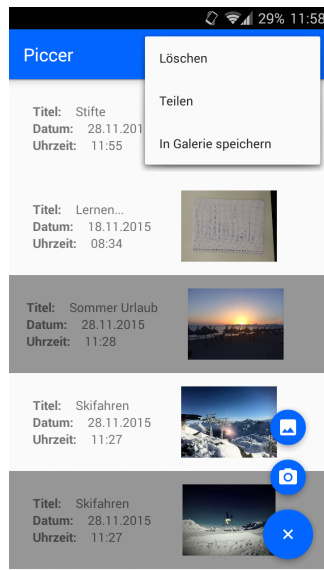 29% 11:58
Piccer
Löschen
Teilen
In Galerie speichern
Titel: Stifte
Datum: 28.11.201
Uhrzeit: 11:55
Titel: Lernen...
Datum: 18.11.2015
Uhrzeit: 08:34
Titel: Sommer Urlaub
Datum: 28.11.2015
Uhrzeit: 11:28
Titel: Skifahren
Datum: 28.11.2015
Uhrzeit: 11:27
Titel: Skifahren
Datum: 28.11.2015
Uhrzeit: 11:27